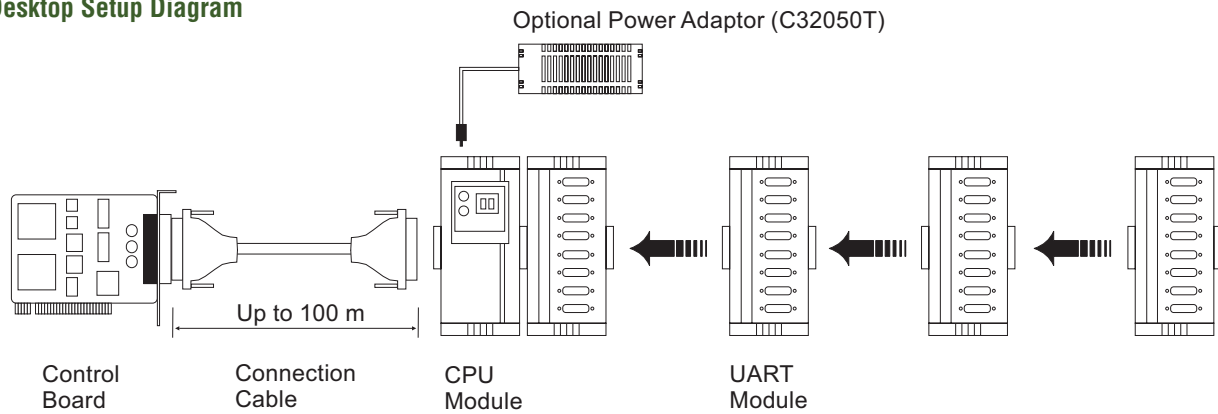 Desktop Setup Diagram
Optional Power Adaptor (C32050T)
Up to 100 m
Control
Board
Connection
Cable
CPU
Module
UART
Module